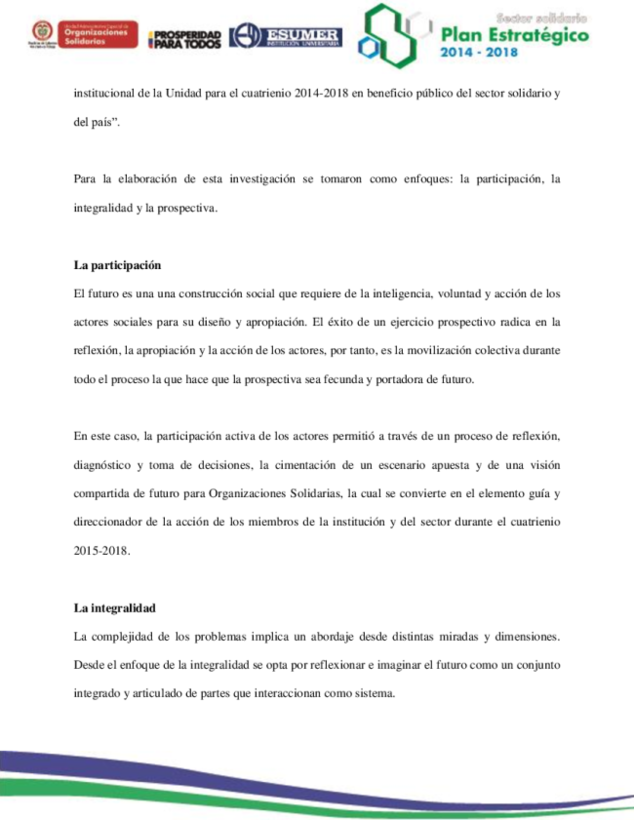 Unidad Administrativa Especial de
Organizaciones
Solidarias
PROSPERIDAD
PARA TODOS
ESUMER
INSTITUCIÓN UNIVERSITARIA
Sector solidario
Plan Estratégico
2014 - 2018
institucional de la Unidad para el cuatrienio 2014-2018 en beneficio público del sector solidario y
del país”.
Para la elaboración de esta investigación se tomaron como enfoques: la participación, la
integralidad y la prospectiva.
La participación
El futuro es una una construcción social que requiere de la inteligencia, voluntad y acción de los
actores sociales para su diseño y apropiación. El éxito de un ejercicio prospectivo radica en la
reflexión, la apropiación y la acción de los actores, por tanto, es la movilización colectiva durante
todo el proceso la que hace que la prospectiva sea fecunda y portadora de futuro.
En este caso, la participación activa de los actores permitió a través de un proceso de reflexión,
diagnóstico y toma de decisiones, la cimentación de un escenario apuesta y de una visión
compartida de futuro para Organizaciones Solidarias, la cual se convierte en el elemento guía y
direccionador de la acción de los miembros de la institución y del sector durante el cuatrienio
2015-2018.
La integralidad
La complejidad de los problemas implica un abordaje desde distintas miradas y dimensiones.
Desde el enfoque de la integralidad se opta por reflexionar e imaginar el futuro como un conjunto
integrado y articulado de partes que interaccionan como sistema.